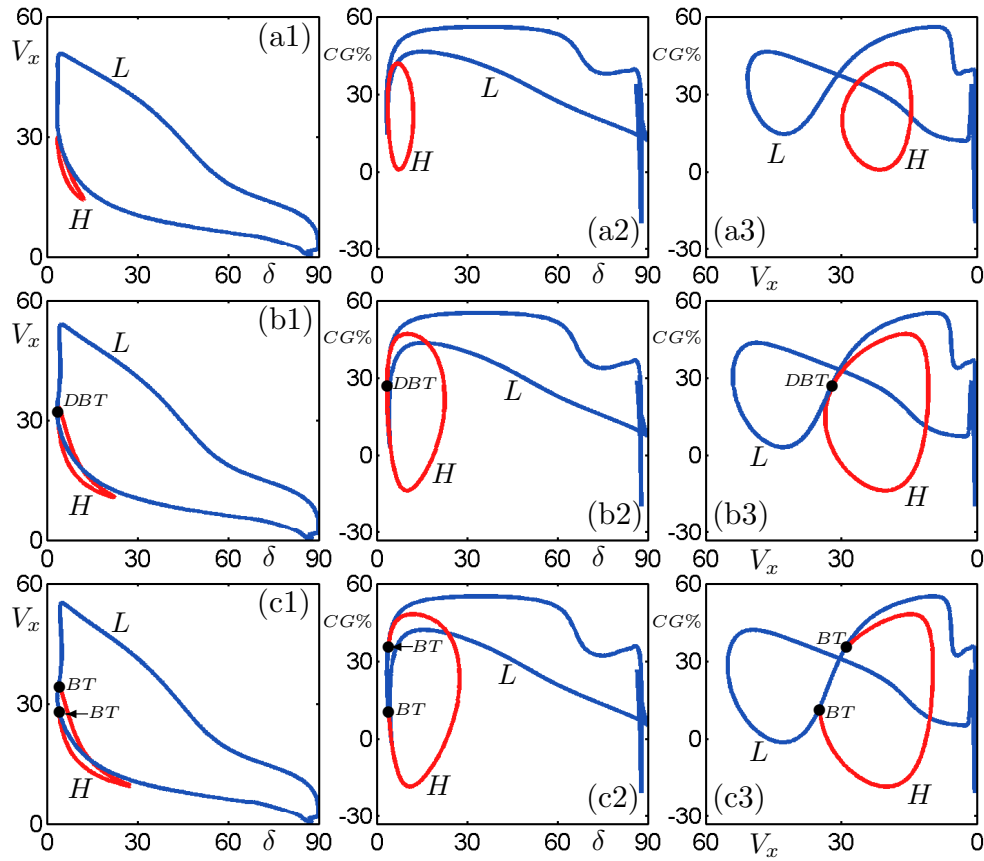 60 (a1) 60 60
V_x CG% CG% (a3)
L 30 30
30 L L
H 0 H 0 H
-30 (a2) -30
0 0 30 60 δ 90 0 30 60 δ 90 60 V_x 30 0
60 (b1) 60 60
V_x CG% CG%
L 30 DBT 30 DBT
DBT L
30 0 H 0 L H
H -30 (b2) -30 (b3)
0 0 30 60 δ 90 0 30 60 δ 90 60 V_x 30 0
60 (c1) 60 60
V_x CG% CG% BT
L 30 BT 30
BT L
30 BT BT BT
0 0 L
H H H
-30 (c2) -30 (c3)
0 0 30 60 δ 90 0 30 60 δ 90 60 V_x 30 0